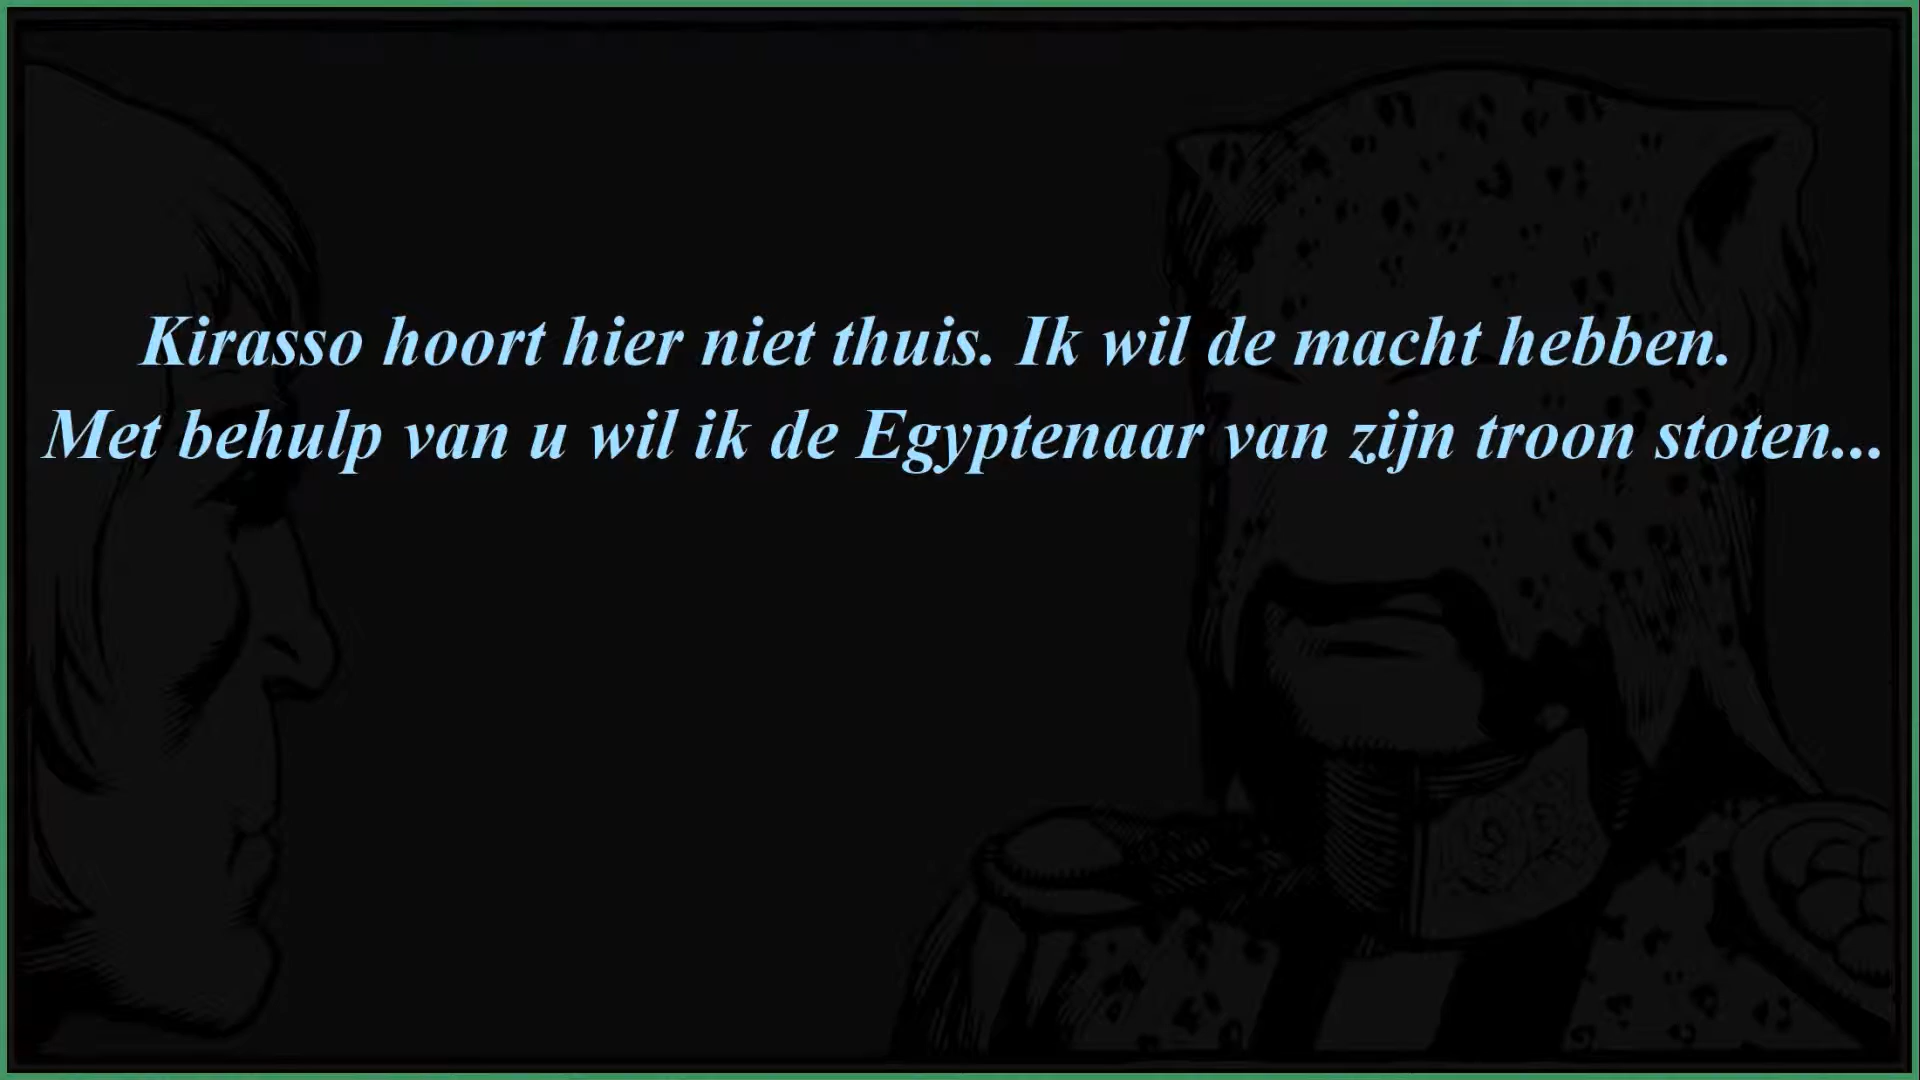 Kirasso hoort hier niet thuis. Ik wil de macht hebben.
Met behulp van u wil ik de Egyptenaar van zijn troon stoten...